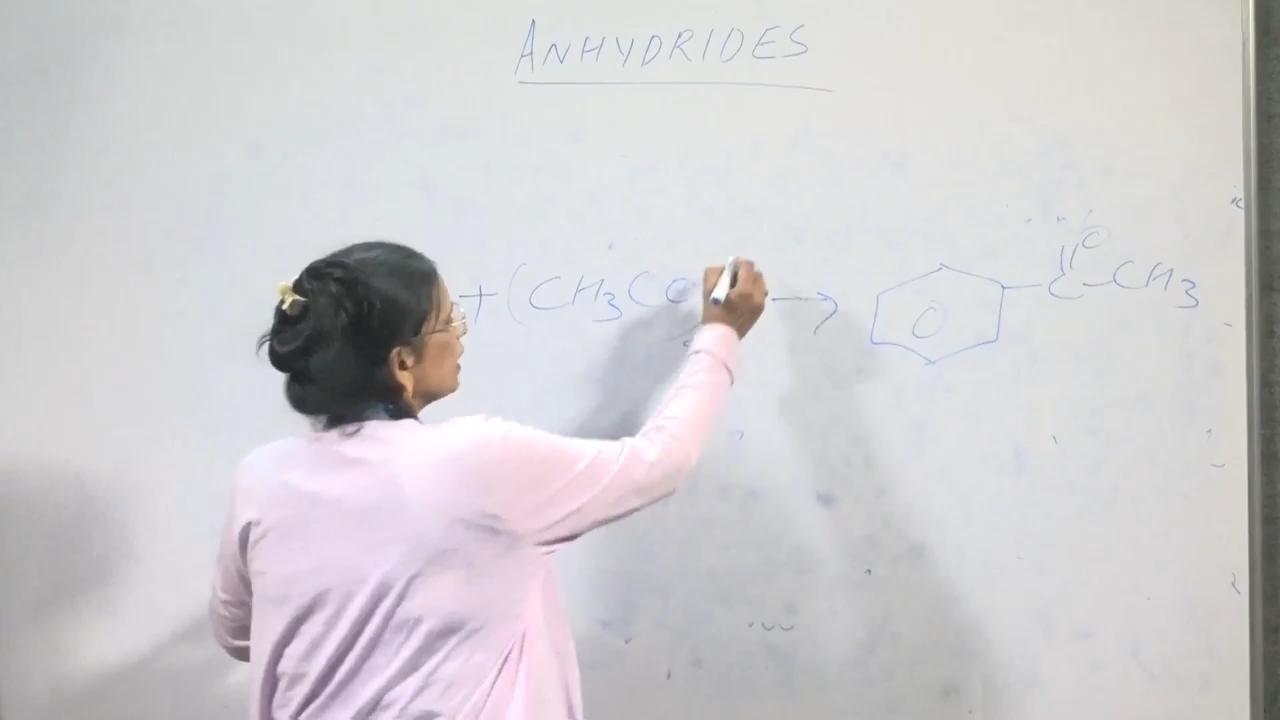 ANHYDRIDES
+ (CH3CO → C CH3
O O